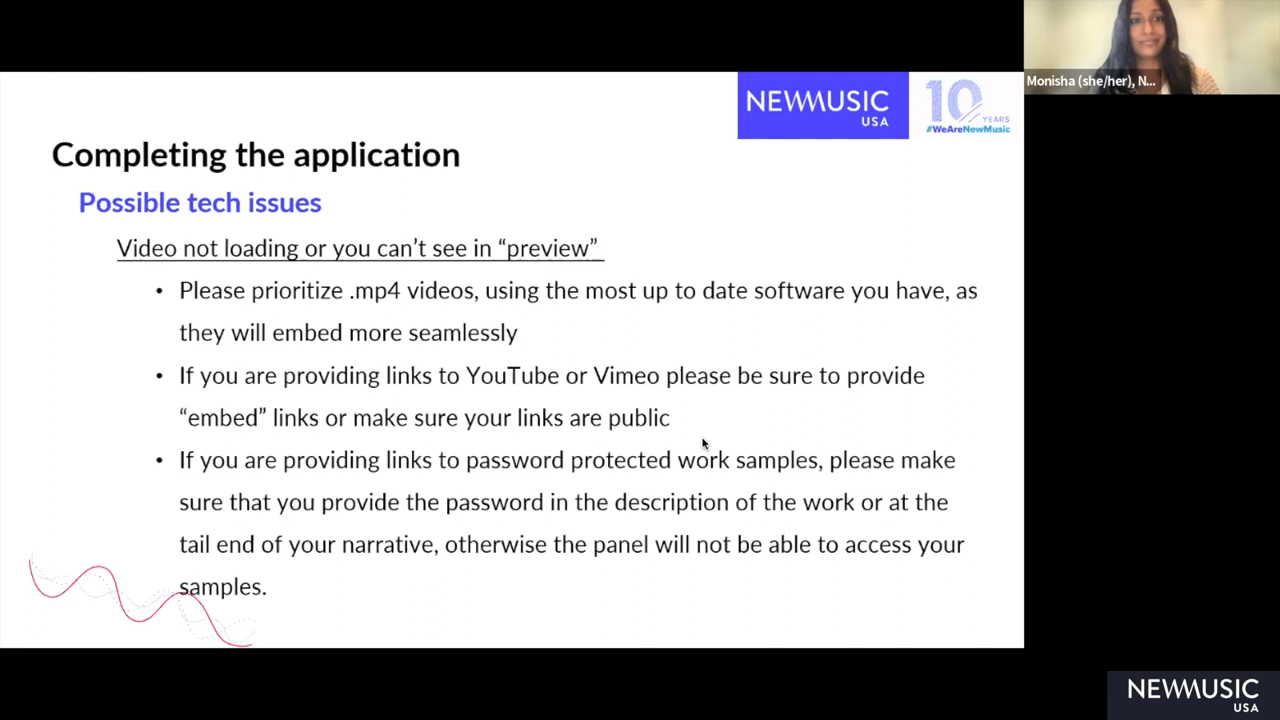 NEWMUSIC
USA
10
YEARS
#WeAreNewMusic
Monisha (she/her), N...
Completing the application
Possible tech issues
Video not loading or you can’t see in “preview”
• Please prioritize .mp4 videos, using the most up to date software you have, as
they will embed more seamlessly
• If you are providing links to YouTube or Vimeo please be sure to provide
“embed” links or make sure your links are public
• If you are providing links to password protected work samples, please make
sure that you provide the password in the description of the work or at the
tail end of your narrative, otherwise the panel will not be able to access your
samples.
NEWMUSIC
USA